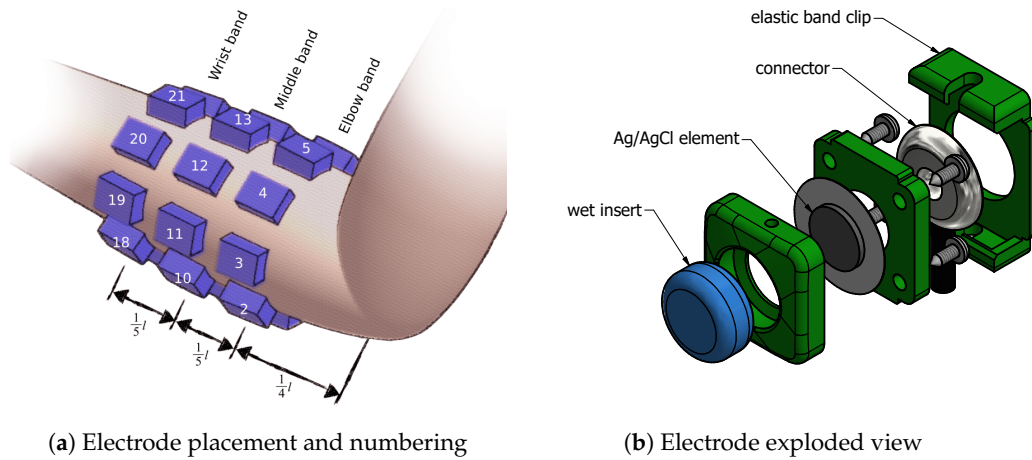 Wrist band
Middle band
Elbow band
21
13
5
20
12
4
19
11
3
18
10
2
1/5 l
1/5 l
1/4 l
elastic band clip
connector
Ag/AgCl element
wet insert
(a) Electrode placement and numbering
(b) Electrode exploded view